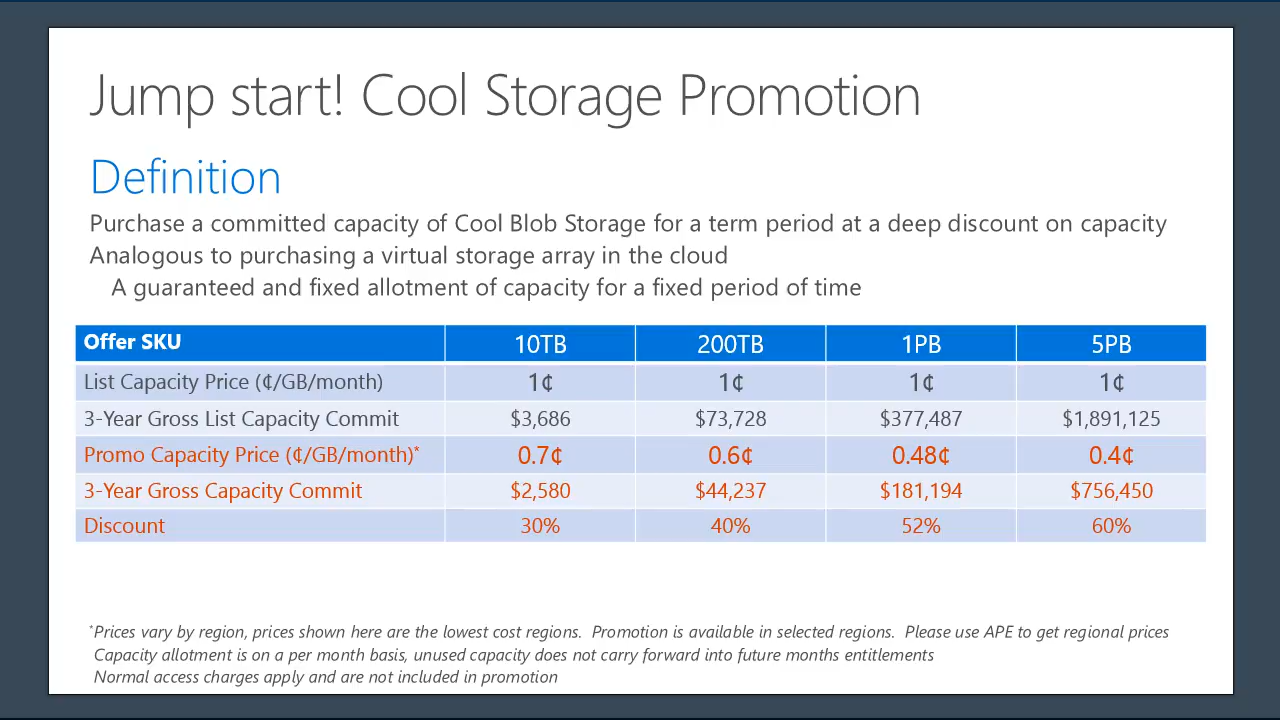 Jump start! Cool Storage Promotion
Definition
Purchase a committed capacity of Cool Blob Storage for a term period at a deep discount on capacity
Analogous to purchasing a virtual storage array in the cloud
A guaranteed and fixed allotment of capacity for a fixed period of time
Offer SKU 10TB 200TB 1PB 5PB
List Capacity Price (¢/GB/month) 1¢ 1¢ 1¢ 1¢
3-Year Gross List Capacity Commit $3,686 $73,728 $377,487 $1,891,125
Promo Capacity Price (¢/GB/month)* 0.7¢ 0.6¢ 0.48¢ 0.4¢
3-Year Gross Capacity Commit $2,580 $44,237 $181,194 $756,450
Discount 30% 40% 52% 60%
*Prices vary by region, prices shown here are the lowest cost regions. Promotion is available in selected regions. Please use APE to get regional prices
Capacity allotment is on a per month basis, unused capacity does not carry forward into future months entitlements
Normal access charges apply and are not included in promotion